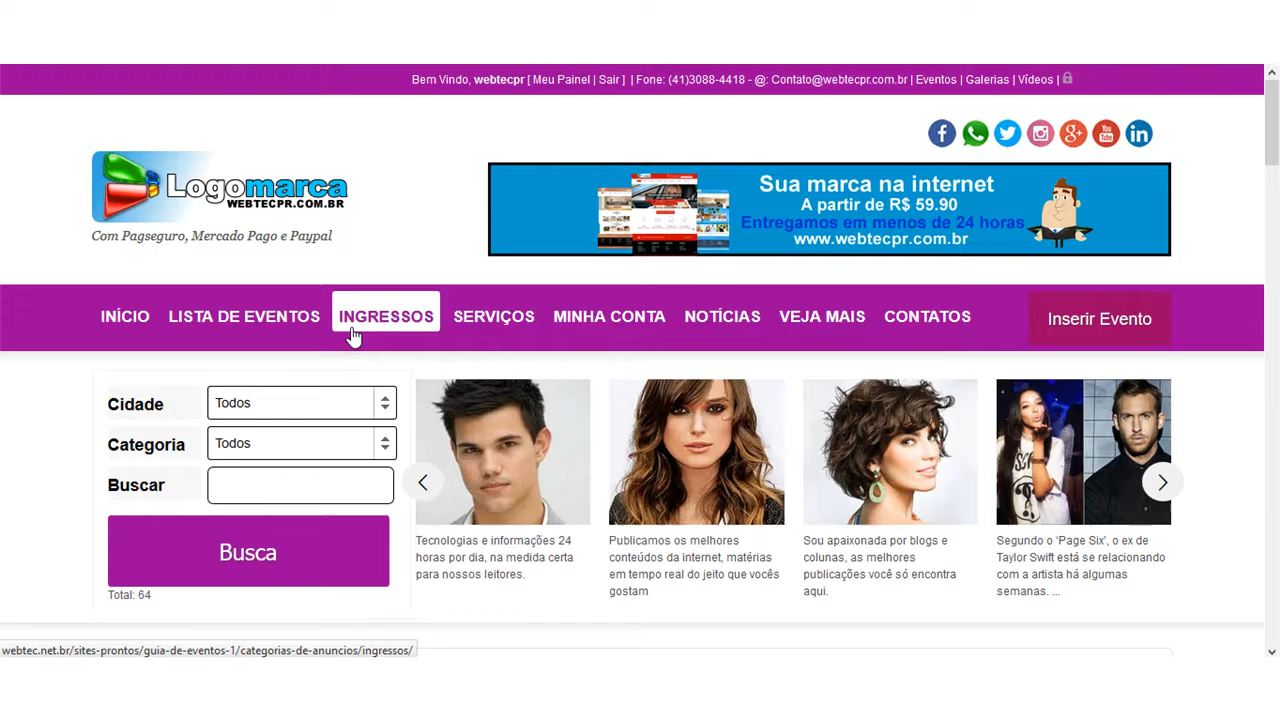 Bem Vindo, webtecpr [ Meu Painel | Sair ] | Fone: (41)3088-4418 - @: Contato@webtecpr.com.br | Eventos | Galerias | Vídeos |
Logomarca
WEBTECPR.COM.BR
Com Pagseguro, Mercado Pago e Paypal
Sua marca na internet
A partir de R$ 59.90
Entregamos em menos de 24 horas
www.webtecpr.com.br
INÍCIO LISTA DE EVENTOS INGRESSOS SERVIÇOS MINHA CONTA NOTÍCIAS VEJA MAIS CONTATOS Inserir Evento
Cidade Todos
Categoria Todos
Buscar
Busca
Total: 64
Tecnologias e informações 24
horas por dia, na medida certa
para nossos leitores.
Publicamos os melhores
conteúdos da internet, matérias
em tempo real do jeito que vocês
gostam
Sou apaixonada por blogs e
colunas, as melhores
publicações você só encontra
aqui.
Segundo o 'Page Six', o ex de
Taylor Swift está se relacionando
com a artista há algumas
semanas. ...
webtec.net.br/sites-prontos/guia-de-eventos-1/categorias-de-anuncios/ingressos/